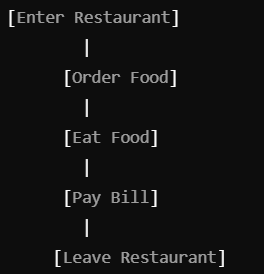 [Enter Restaurant]
|
[Order Food]
|
[Eat Food]
|
[Pay Bill]
|
[Leave Restaurant]